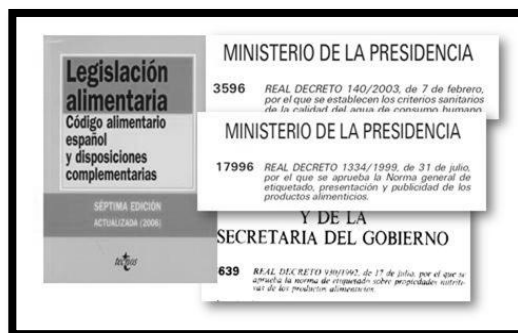 Legislación
alimentaria
Código alimentario
español
y disposiciones
complementarias
SÉPTIMA EDICIÓN
ACTUALIZADA (2006)
tecnos
MINISTERIO DE LA PRESIDENCIA
3596 REAL DECRETO 140/2003, de 7 de febrero,
por el que se establecen los criterios sanitarios
de la calidad del agua de consumo humano.
MINISTERIO DE LA PRESIDENCIA
17996 REAL DECRETO 1334/1999, de 31 de julio,
por el que se aprueba la Norma general de
etiquetado, presentación y publicidad de los
productos alimenticios.
Y DE LA
SECRETARIA DEL GOBIERNO
639 REAL DECRETO 930/1992, de 17 de julio, por el que se
aprueba la norma de etiquetado sobre propiedades nutriti-
vas de los productos alimenticios.